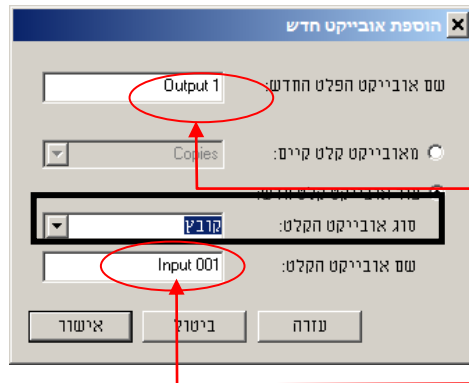 הוספת אובייקט חדש
שם אובייקט הפלט החדש: Output 1
מאובייקט קלט קיים: Copies
סוג אובייקט הקלט: קובץ
שם אובייקט הקלט: Input 001
עזרה ביטול אישור